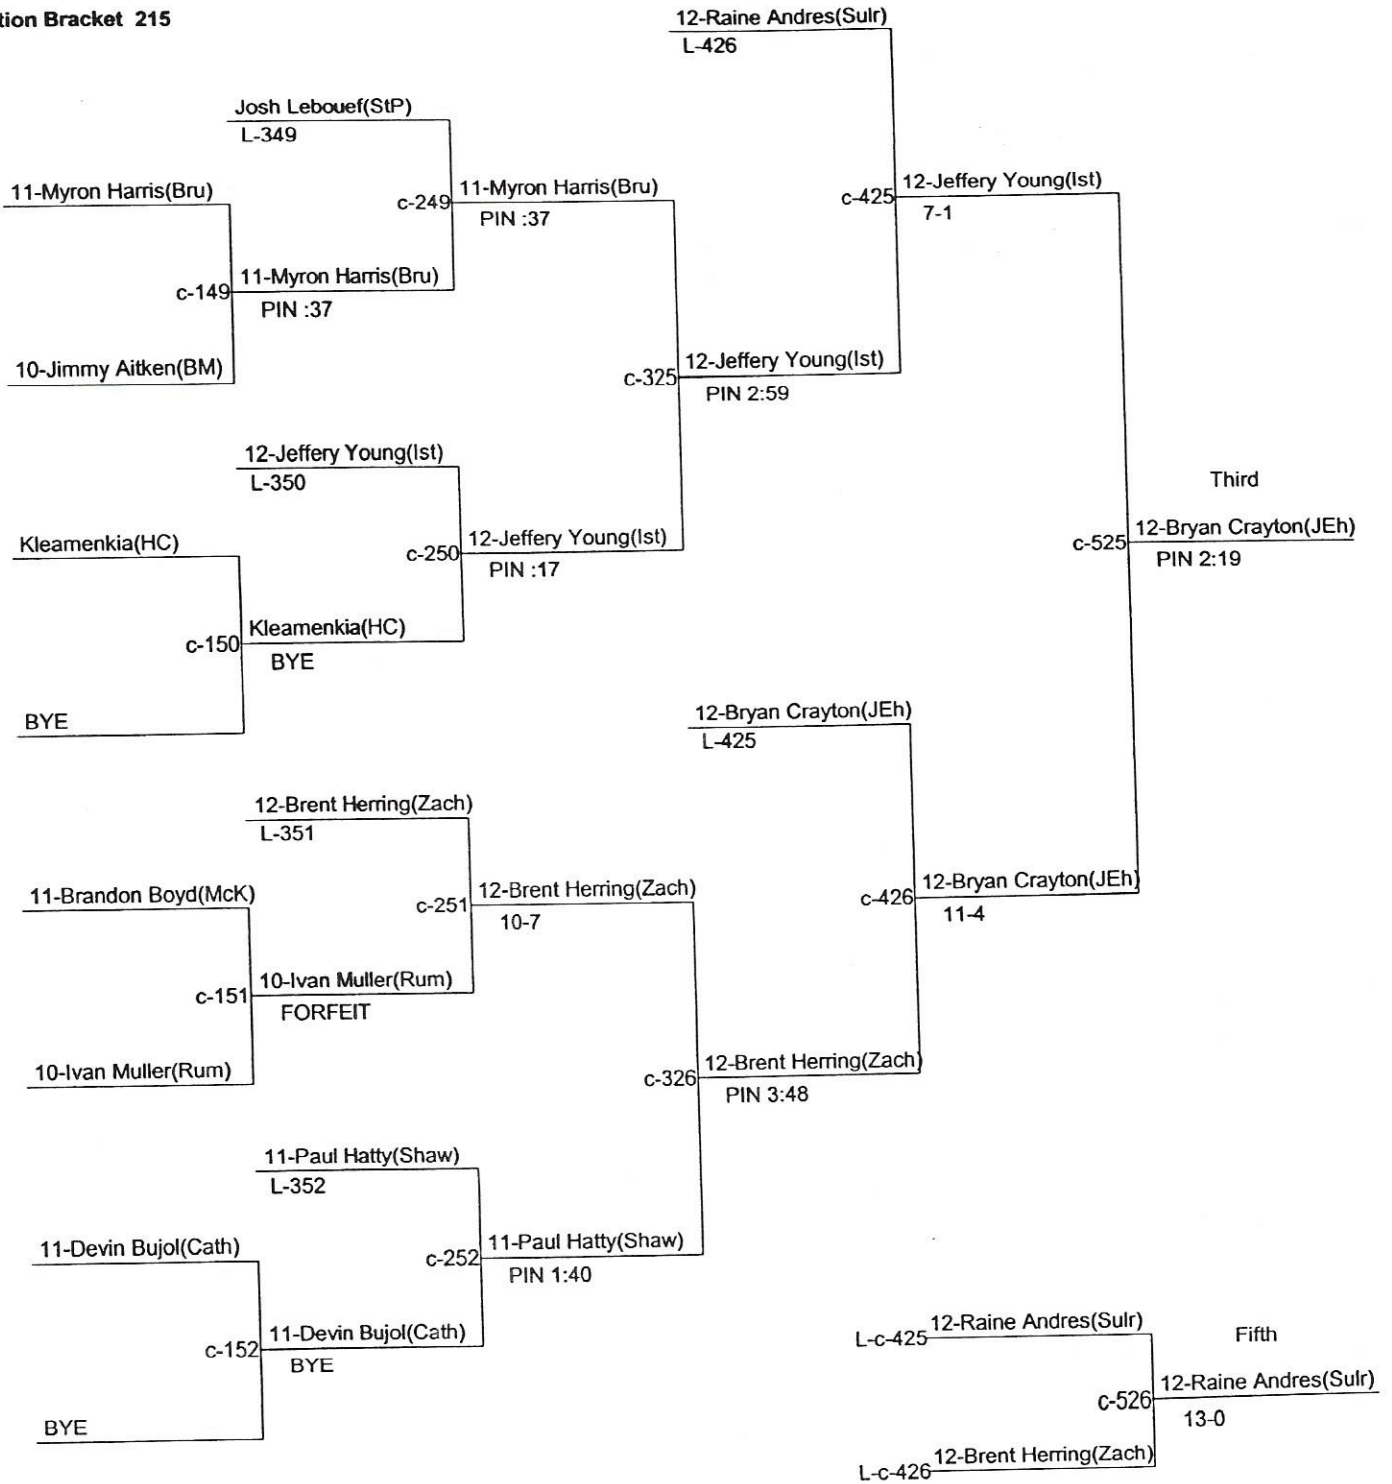 tion Bracket 215
12-Raine Andres(Sulr)
L-426
Josh Lebouef(StP)
L-349
11-Myron Harris(Bru)
c-249
11-Myron Harris(Bru)
PIN :37
c-425
12-Jeffery Young(Ist)
7-1
c-149
11-Myron Harris(Bru)
PIN :37
10-Jimmy Aitken(BM)
c-325
12-Jeffery Young(Ist)
PIN 2:59
12-Jeffery Young(Ist)
L-350
Third
Kleamenkia(HC)
c-250
12-Jeffery Young(Ist)
PIN :17
c-525
12-Bryan Crayton(JEh)
PIN 2:19
c-150
Kleamenkia(HC)
BYE
BYE
12-Bryan Crayton(JEh)
L-425
12-Brent Herring(Zach)
L-351
11-Brandon Boyd(McK)
c-251
12-Brent Herring(Zach)
10-7
c-426
12-Bryan Crayton(JEh)
11-4
c-151
10-Ivan Muller(Rum)
FORFEIT
10-Ivan Muller(Rum)
c-326
12-Brent Herring(Zach)
PIN 3:48
11-Paul Hatty(Shaw)
L-352
11-Devin Bujol(Cath)
c-252
11-Paul Hatty(Shaw)
PIN 1:40
c-152
11-Devin Bujol(Cath)
BYE
BYE
L-c-425
12-Raine Andres(Sulr)
Fifth
c-526
12-Raine Andres(Sulr)
13-0
L-c-426
12-Brent Herring(Zach)